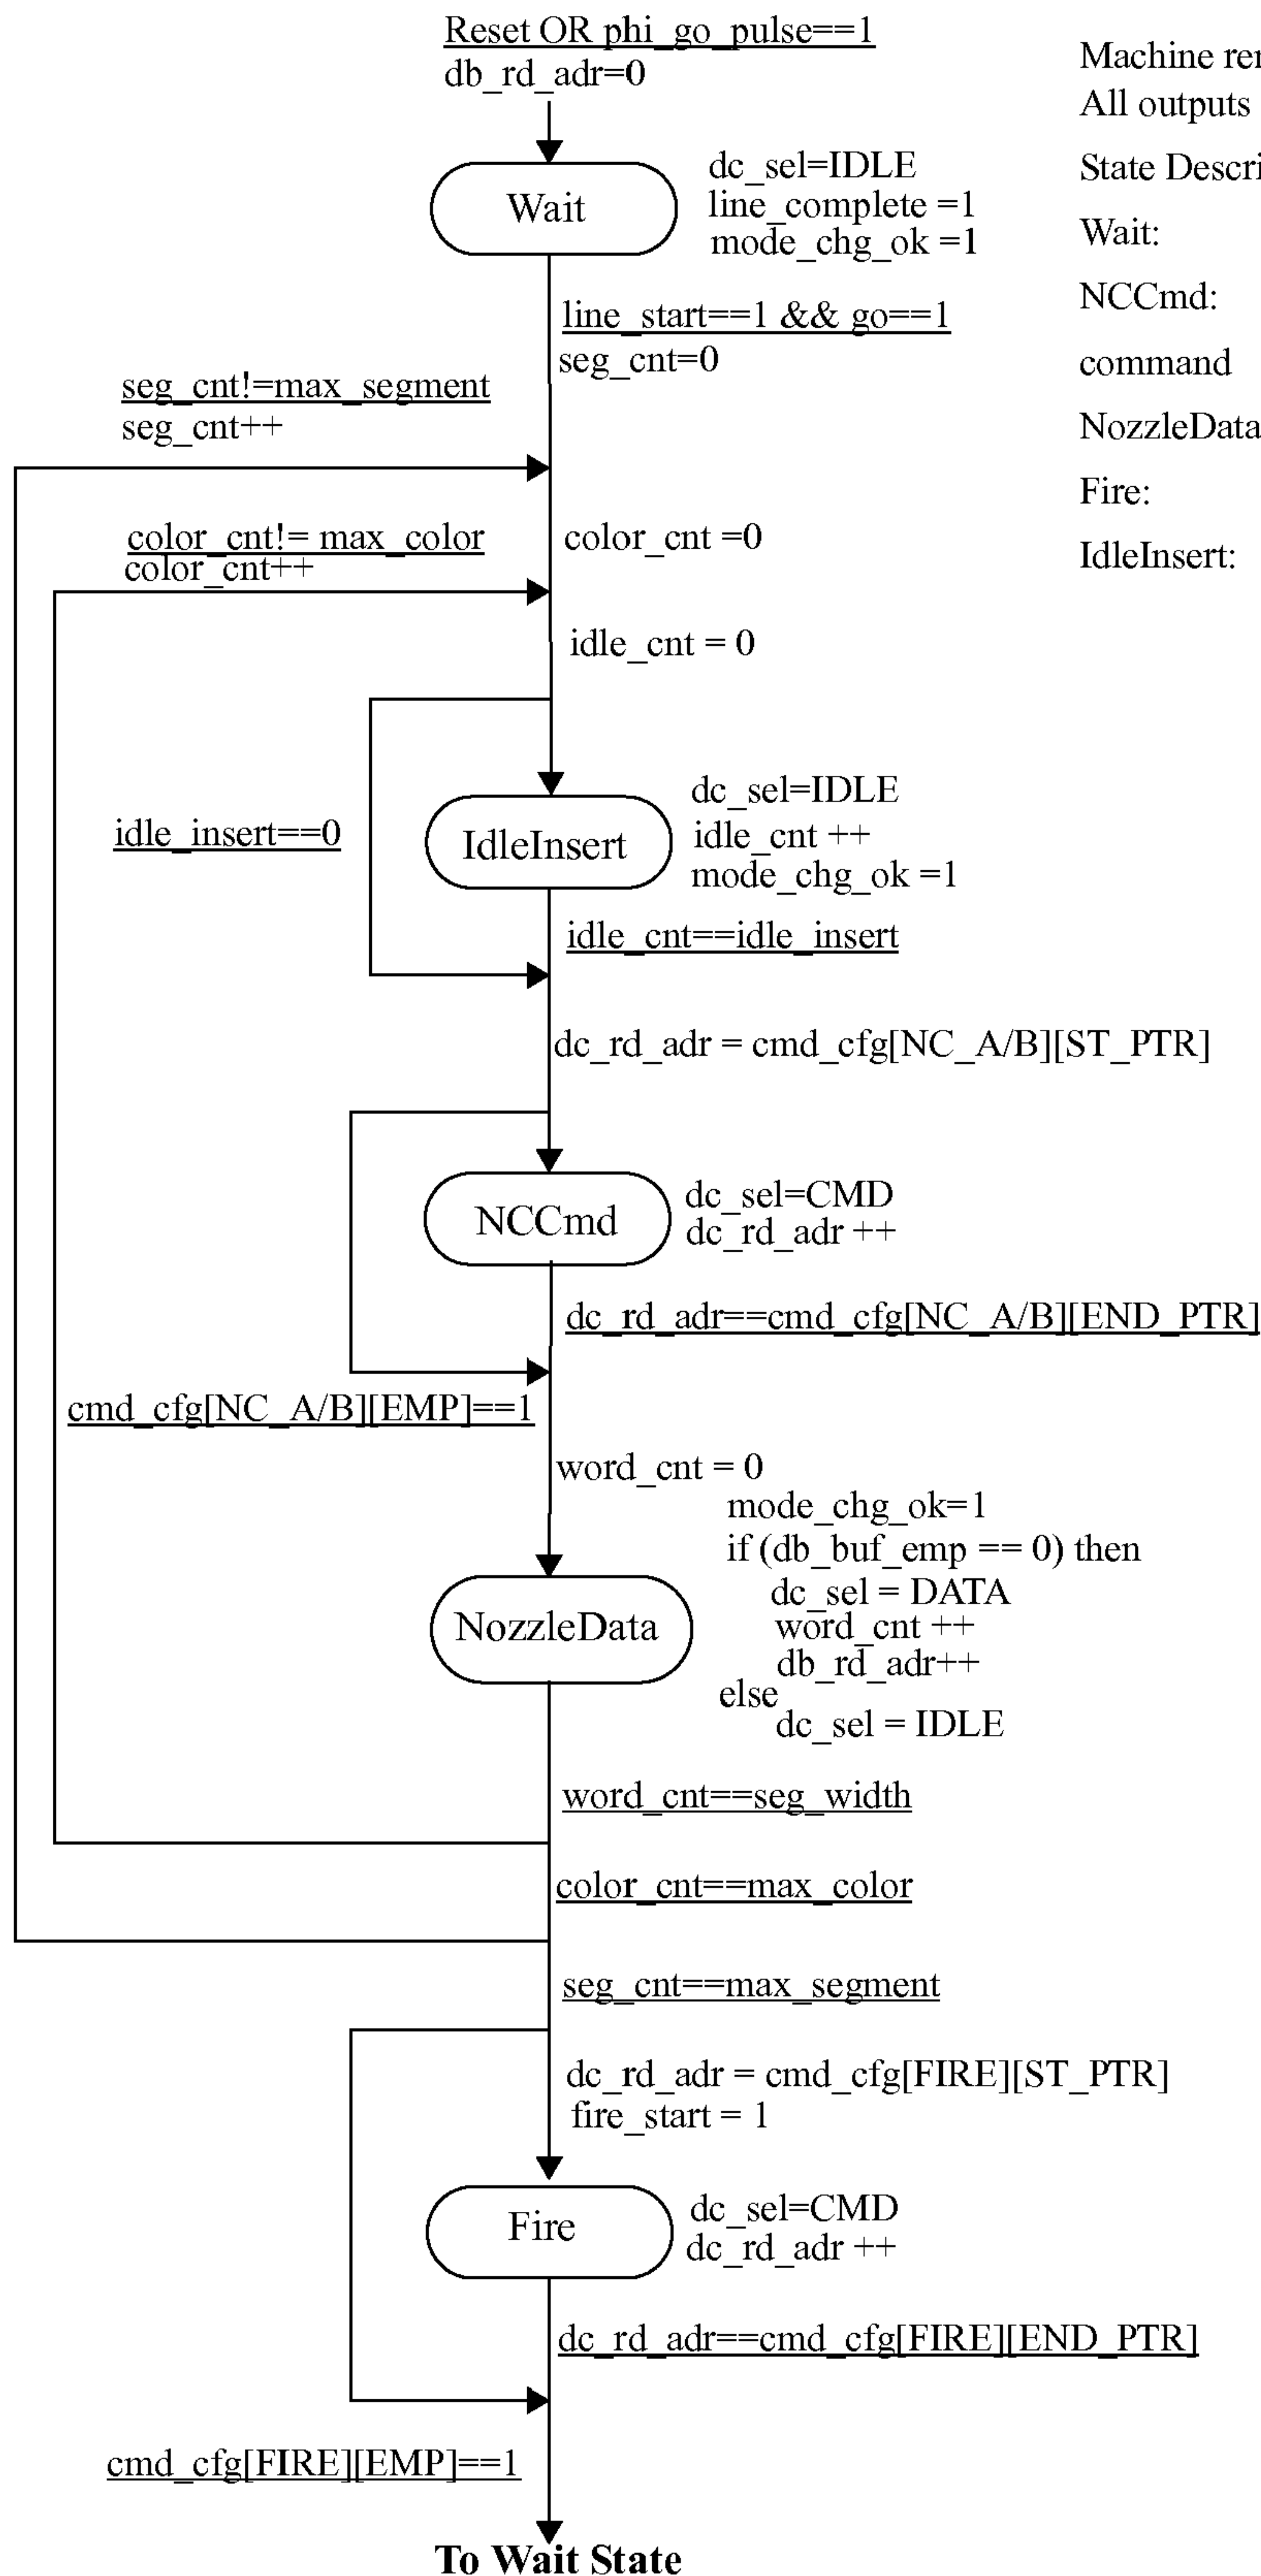 Reset OR phi_go_pulse==1
db_rd_adr=0
Machine
All outputs
State
Wait:
NCCmd:
command
NozzleData
Fire:
IdleInsert:
Wait
dc_sel=IDLE
line_complete =1
mode_chg_ok =1
line_start==1 && go==1
seg_cnt=0
seg_cnt!=max_segment
seg_cnt++
color_cnt!= max_color
color_cnt++
color_cnt =0
idle_cnt = 0
idle_insert==0
IdleInsert
dc_sel=IDLE
idle_cnt ++
mode_chg_ok =1
idle_cnt==idle_insert
dc_rd_adr = cmd_cfg[NC_A/B][ST_PTR]
NCCmd
dc_sel=CMD
dc_rd_adr ++
dc_rd_adr==cmd_cfg[NC_A/B][END_PTR]
cmd_cfg[NC_A/B][EMP]==1
word_cnt = 0
mode_chg_ok=1
if (db_buf_emp == 0) then
dc_sel = DATA
word_cnt ++
db_rd_adr++
else
dc_sel = IDLE
NozzleData
word_cnt==seg_width
color_cnt==max_color
seg_cnt==max_segment
dc_rd_adr = cmd_cfg[FIRE][ST_PTR]
fire_start = 1
Fire
dc_sel=CMD
dc_rd_adr ++
dc_rd_adr==cmd_cfg[FIRE][END_PTR]
cmd_cfg[FIRE][EMP]==1
To Wait State